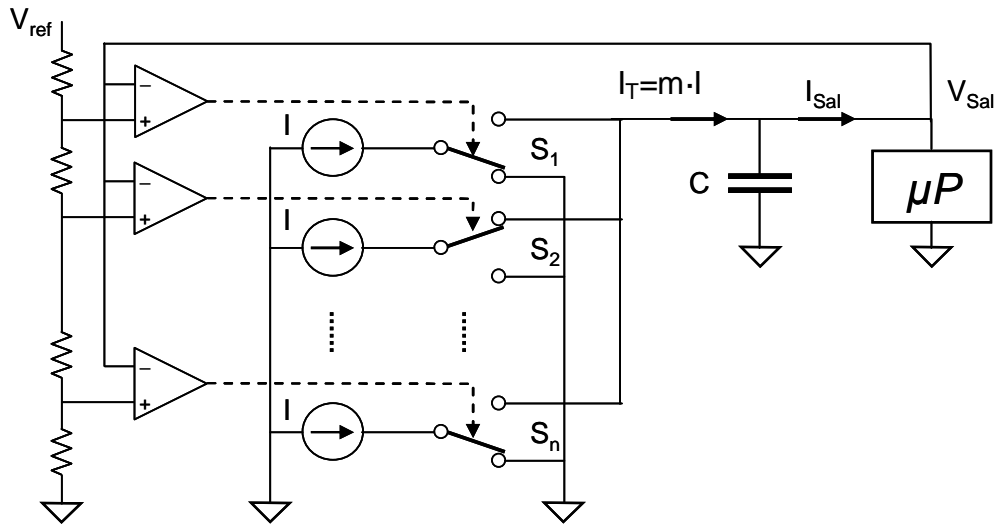 V_ref
−
+
I
I_T=m·I
I_Sal
V_Sal
S_1
−
+
I
C
μP
S_2
−
+
I
S_n